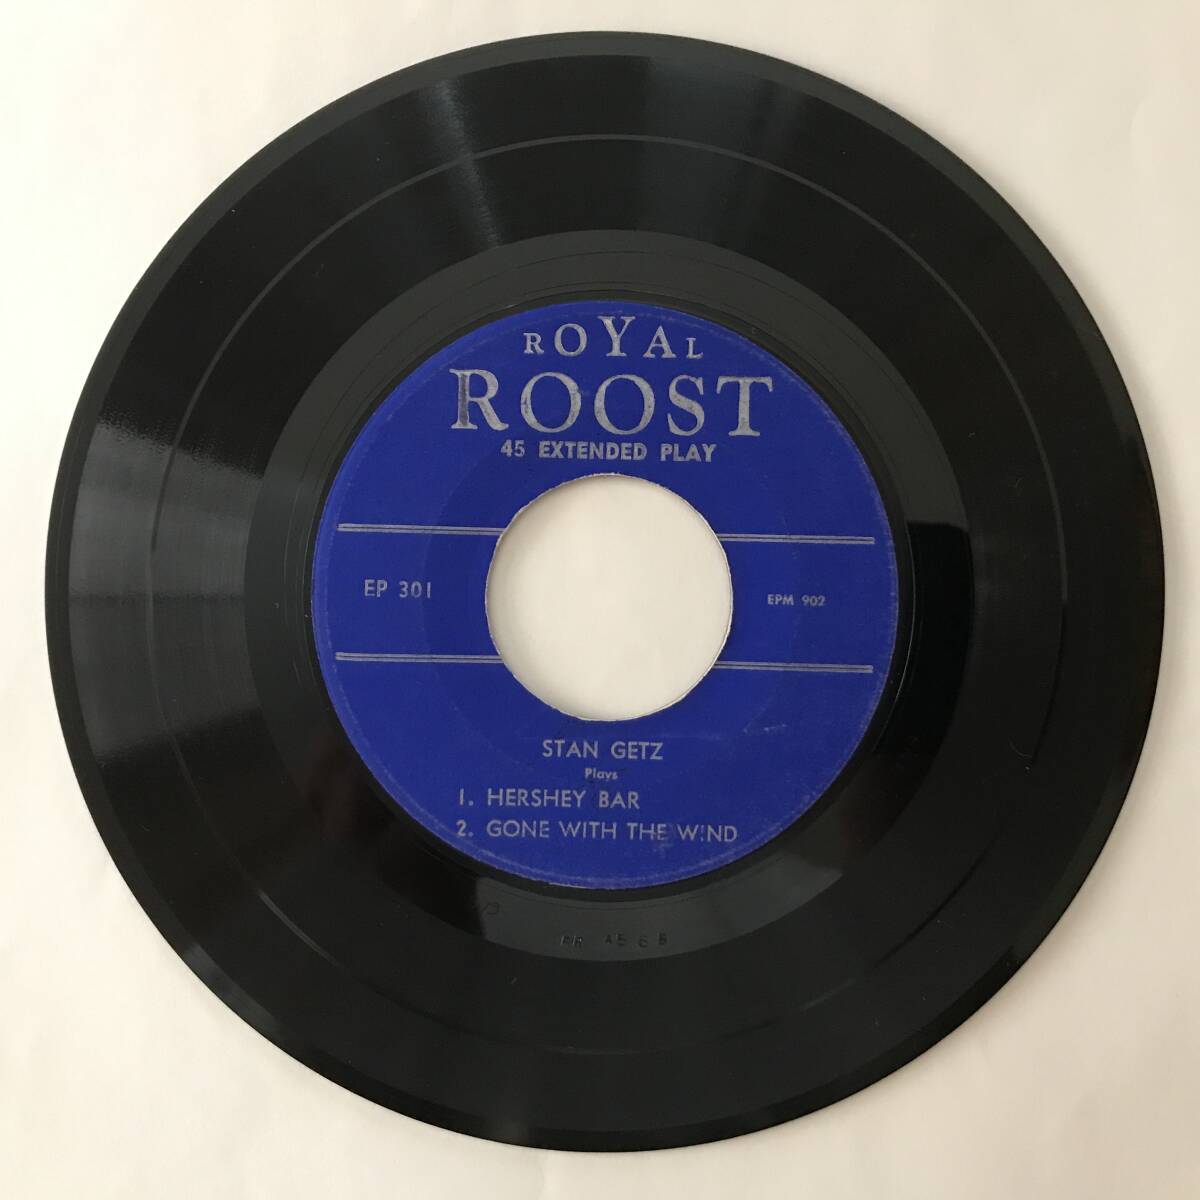 ROYAL
ROOST
45 EXTENDED PLAY
EP 301
EPM 902
STAN GETZ
Plays
1. HERSHEY BAR
2. GONE WITH THE WIND